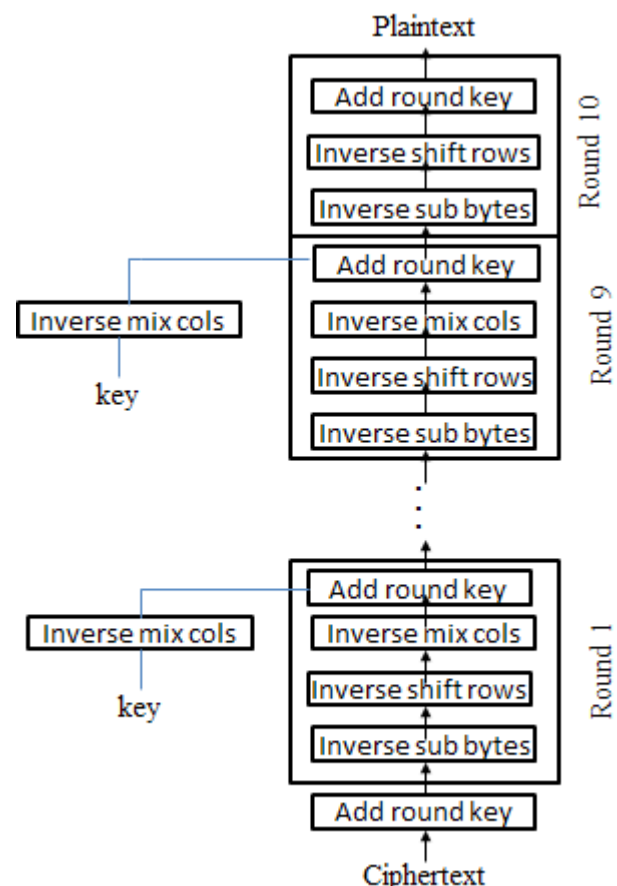 Plaintext
Add round key
Inverse shift rows
Inverse sub bytes
Round 10
Add round key
Inverse mix cols
Inverse shift rows
Inverse sub bytes
Round 9
Inverse mix cols
key
Add round key
Inverse mix cols
Inverse shift rows
Inverse sub bytes
Round 1
Inverse mix cols
key
Add round key
Ciphertext